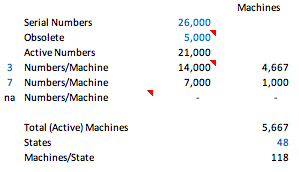 Machines
Serial Numbers 26,000
Obsolete 5,000
Active Numbers 21,000
3 Numbers/Machine 14,000 4,667
7 Numbers/Machine 7,000 1,000
na Numbers/Machine - -
Total (Active) Machines 5,667
States 48
Machines/State 118